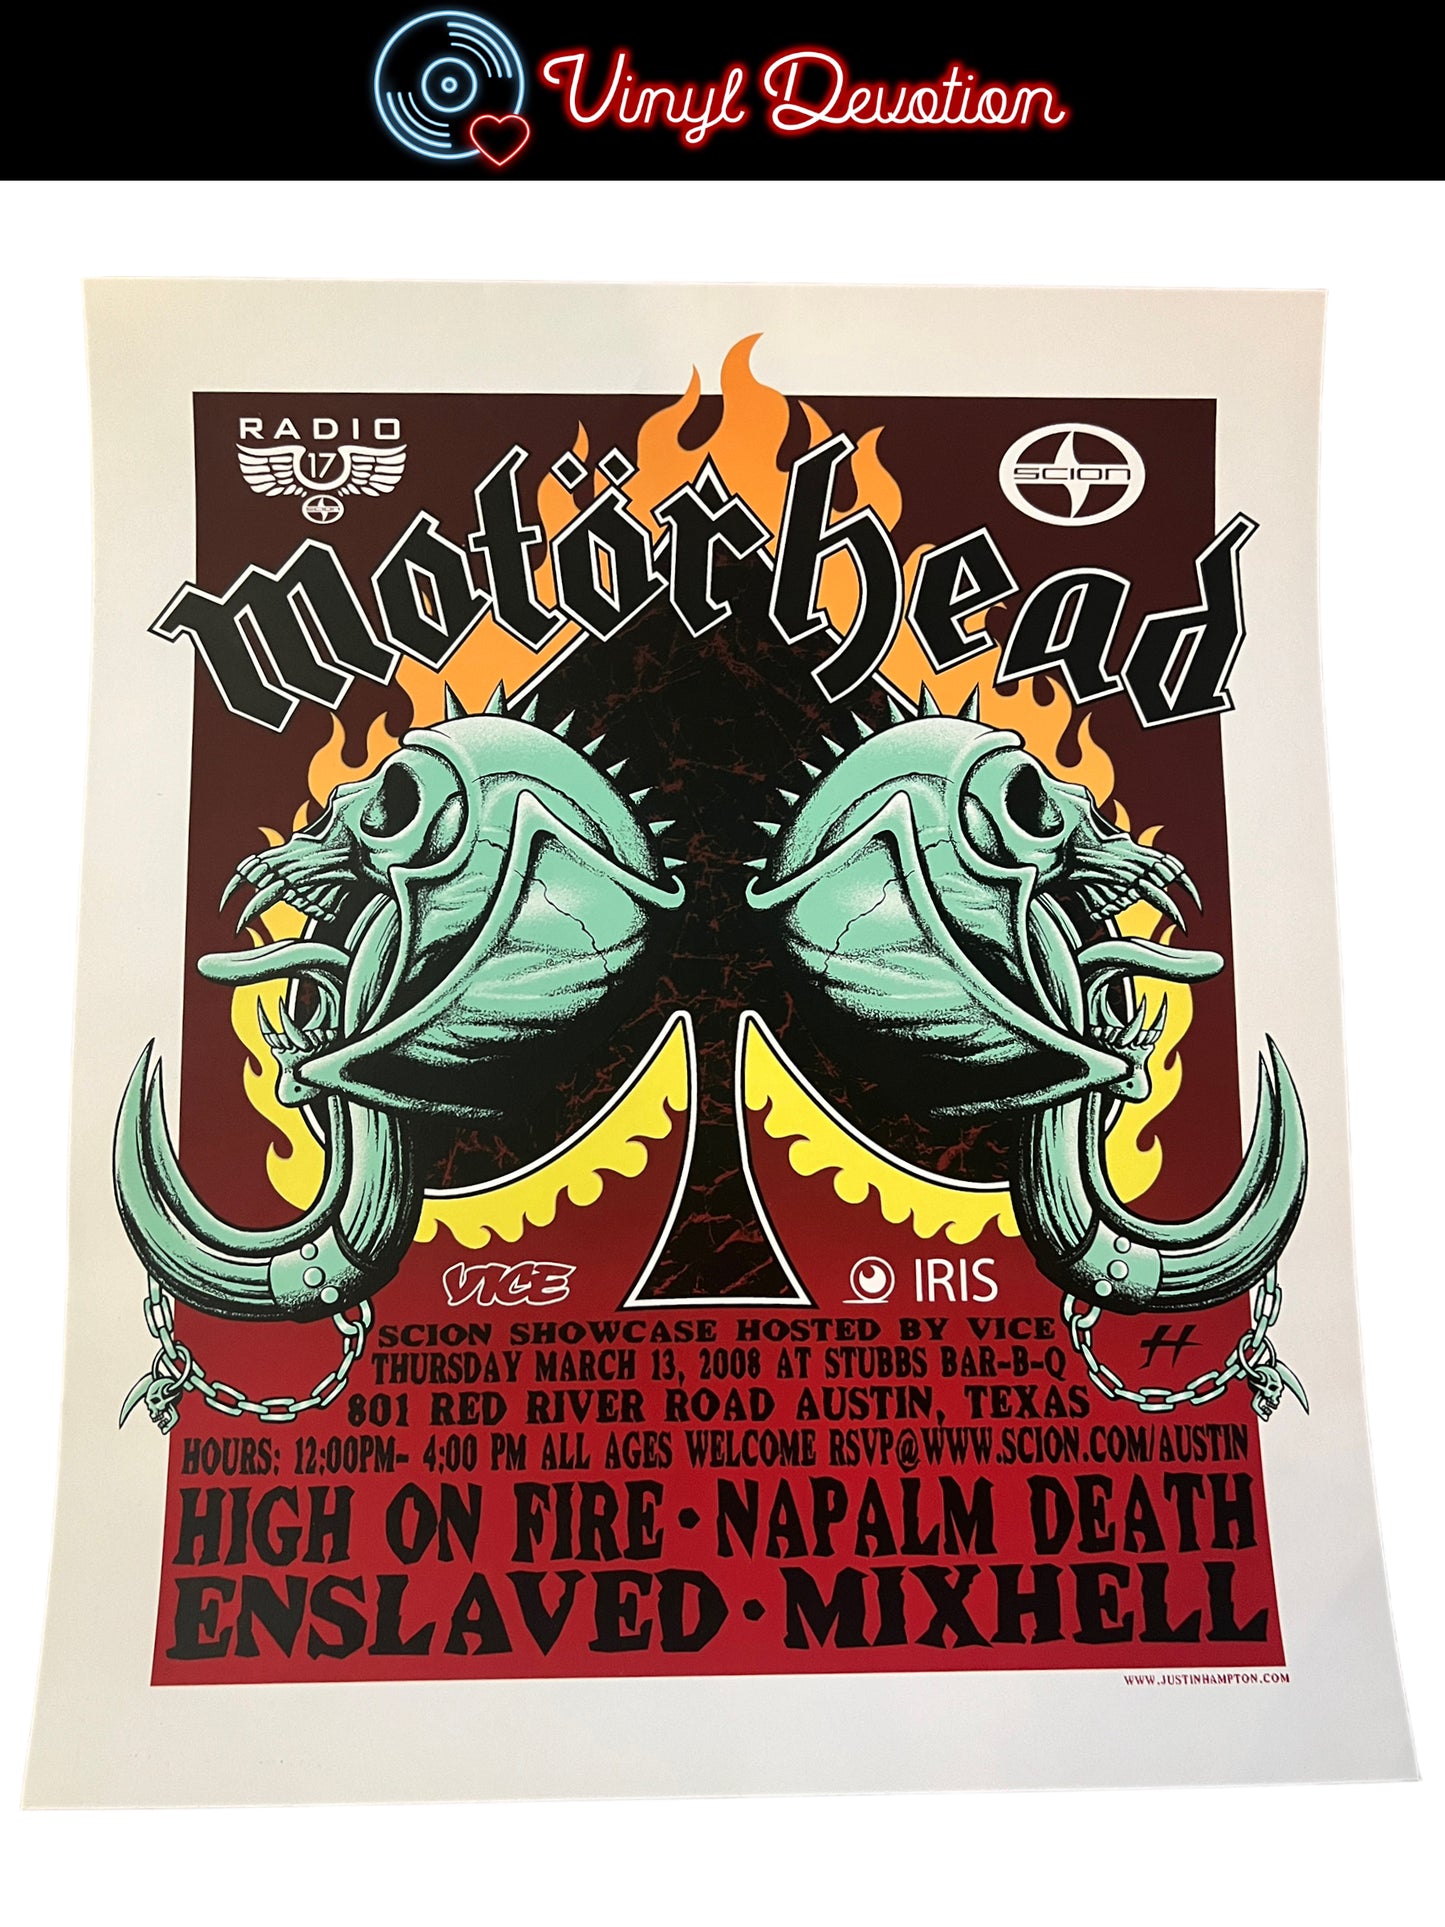 Vinyl Devotion
RADIO
17
SCION
SCION
motörhead
VICE
IRIS
SCION SHOWCASE HOSTED BY VICE
THURSDAY MARCH 13, 2008 AT STUBBS BAR-B-Q
801 RED RIVER ROAD AUSTIN, TEXAS
HOURS: 12:00PM- 4:00 PM ALL AGES WELCOME RSVP@WWW.SCION.COM/AUSTIN
HIGH ON FIRE • NAPALM DEATH
ENSLAVED • MIXHELL
WWW.JUSTINHAMPTON.COM